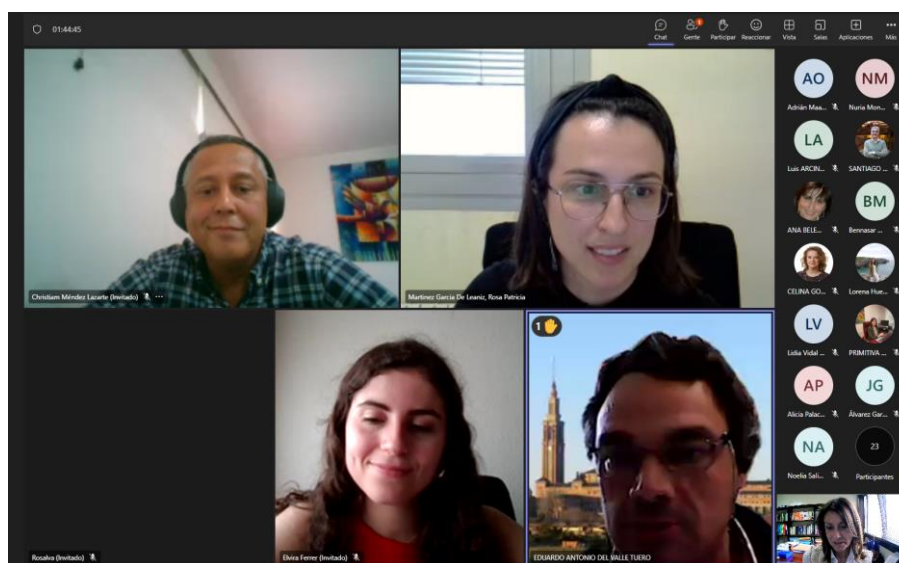 01:44:45
Chat Gente Participar Reaccionar Vista Salas Aplicaciones Más
Christiam Méndez Lazarte (Invitado)
Martinez Garcia De Leaniz, Rosa Patricia
Rosalva (Invitado)
Elvira Ferrer (Invitado)
1
EDUARDO ANTONIO DEL VALLE TUERO
AO NM
Adrián Maa... Nuria Mon...
LA
Luis ARCIN... SANTIAGO ...
BM
ANA BELE... Bennasar ...
CELINA GO... Lorena Hue...
LV
Lidia Vidal ... PRIMITIVA ...
AP JG
Alicia Palac... Álvarez Gar...
NA 23
Noelia Sali... Participantes